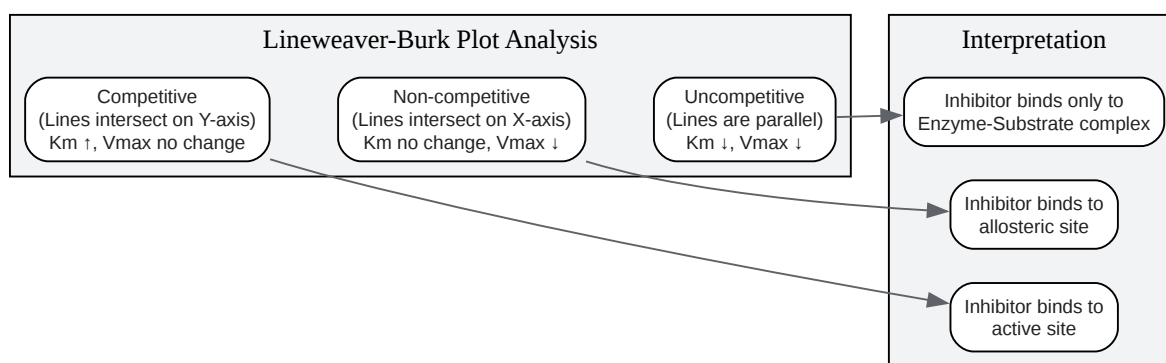 Lineweaver-Burk Plot Analysis
Competitive
(Lines intersect on Y-axis)
Km ↑, Vmax no change
Non-competitive
(Lines intersect on X-axis)
Km no change, Vmax ↓
Uncompetitive
(Lines are parallel)
Km ↓, Vmax ↓
Interpretation
Inhibitor binds only to
Enzyme-Substrate complex
Inhibitor binds to
allosteric site
Inhibitor binds to
active site